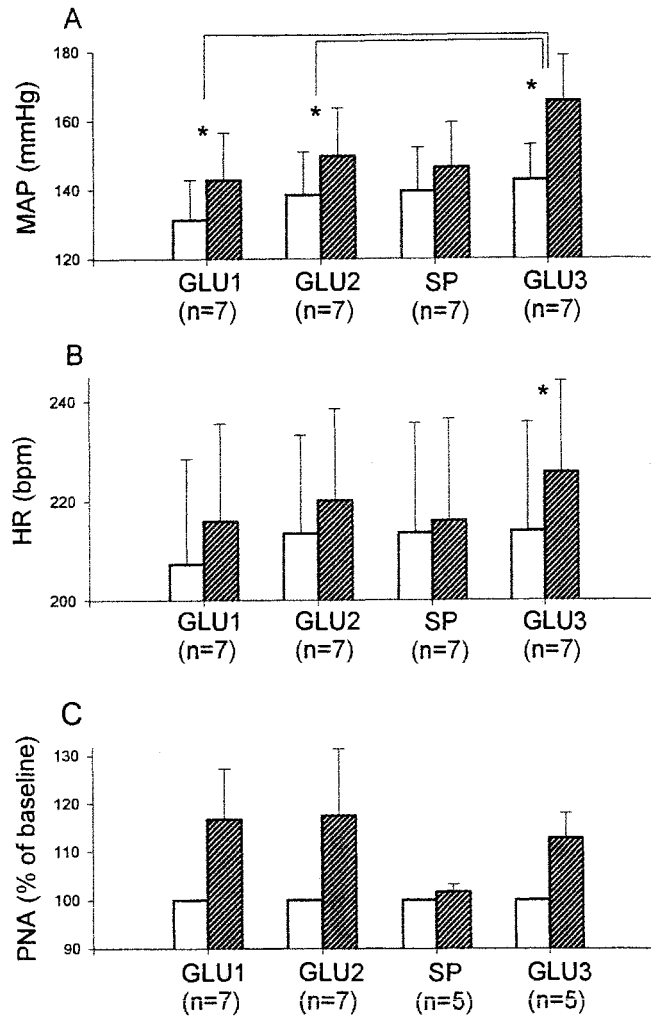 A
MAP (mmHg)
180
160
140
120
* * *
GLU1 GLU2 SP GLU3
(n=7) (n=7) (n=7) (n=7)
B
HR (bpm)
240
220
200
*
GLU1 GLU2 SP GLU3
(n=7) (n=7) (n=7) (n=7)
C
PNA (% of baseline)
130
120
110
100
90
GLU1 GLU2 SP GLU3
(n=7) (n=7) (n=5) (n=5)